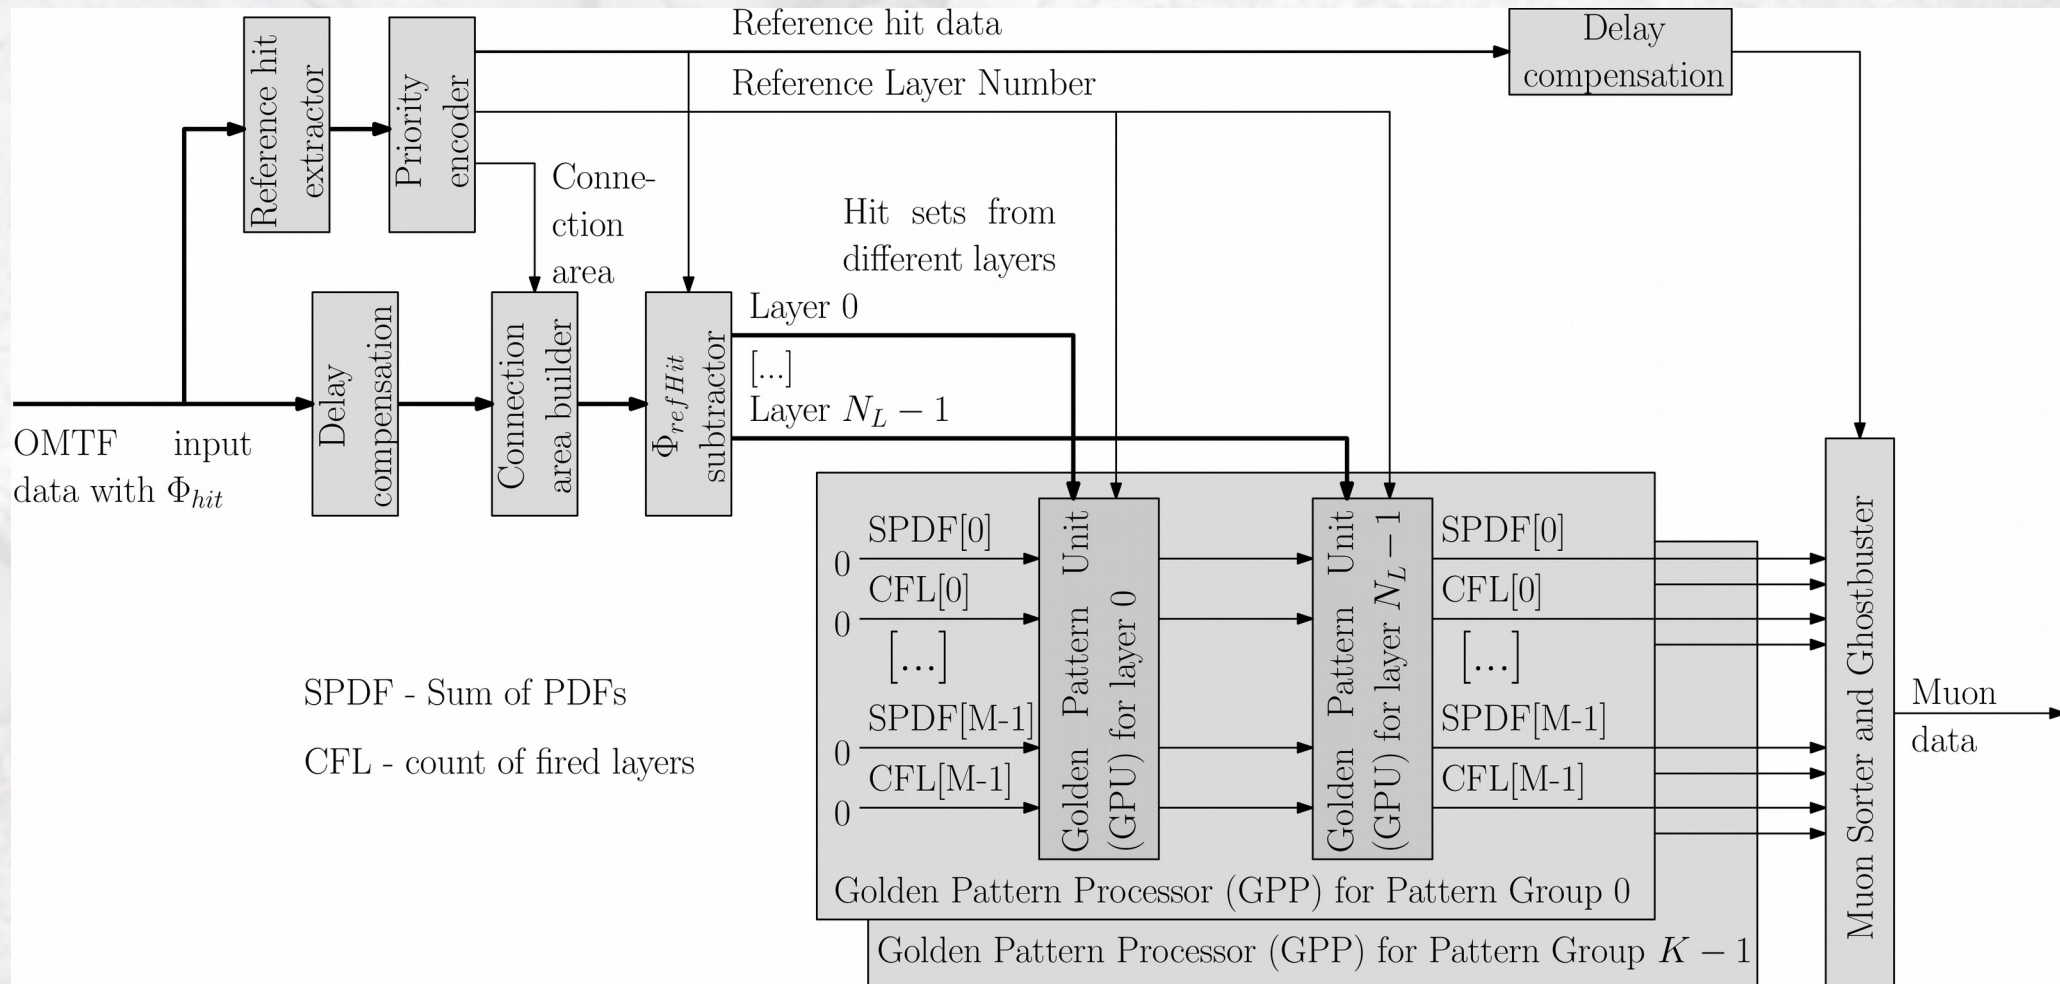 Reference hit data
Delay
compensation
Reference Layer Number
Reference hit
extractor
Priority
encoder
Conne-
ction
area
Hit sets from
different layers
OMTF input
data with Φ_hit
Delay
compensation
Connection
area builder
Φ_refHit
subtractor
Layer 0
[...]
Layer N_L − 1
SPDF - Sum of PDFs
CFL - count of fired layers
0
SPDF[0]
0
CFL[0]
[...]
0
SPDF[M-1]
0
CFL[M-1]
Golden Pattern Unit
(GPU) for layer 0
Golden Pattern Unit
(GPU) for layer N_L − 1
SPDF[0]
CFL[0]
[...]
SPDF[M-1]
CFL[M-1]
Golden Pattern Processor (GPP) for Pattern Group 0
Golden Pattern Processor (GPP) for Pattern Group K − 1
Muon Sorter and Ghostbuster
Muon
data